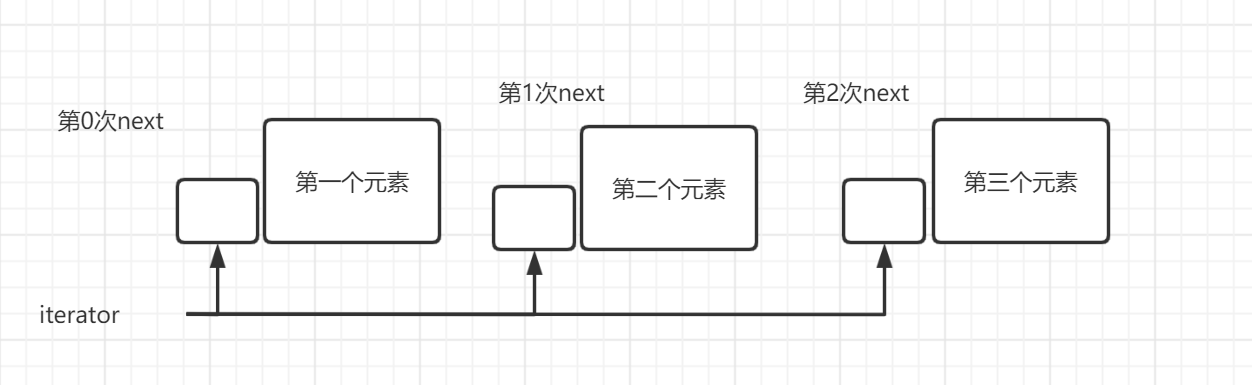 第0次next
第1次next
第2次next
第一个元素
第二个元素
第三个元素
iterator